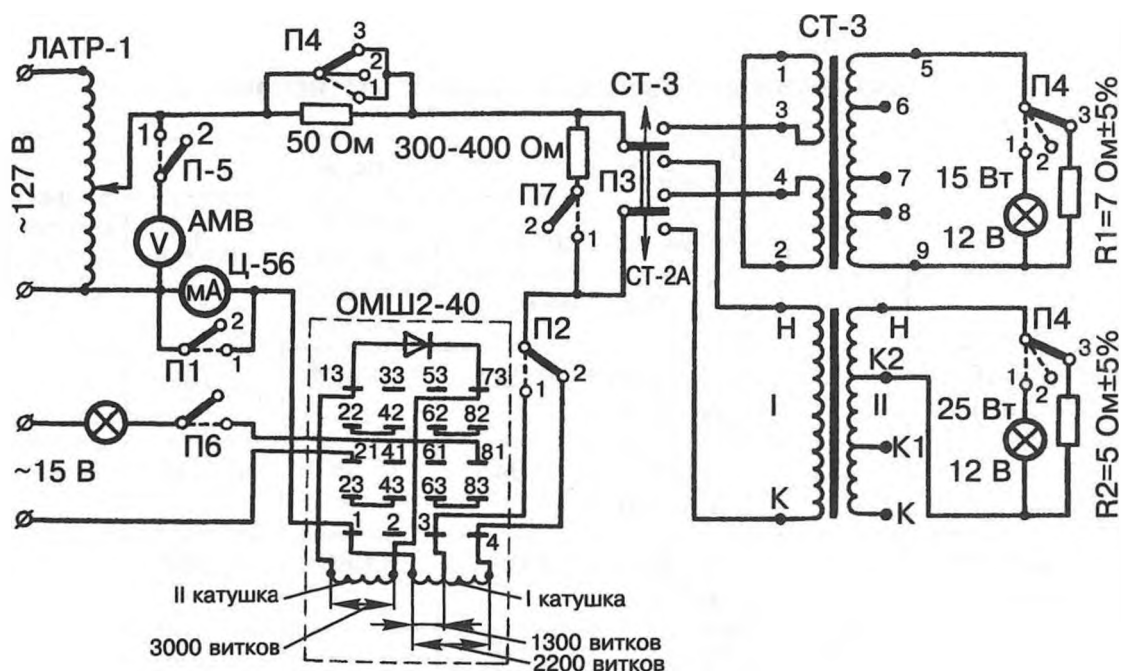 ЛАТР-1
~127 В
П4
3
2
1
50 Ом
300-400 Ом
1
2
П-5
V
АМВ
П7
2
1
Ц-56
мА
2
П1
1
СТ-3
П3
СТ-2А
СТ-3
1
3
4
2
5
6
7
8
9
П4
3
1
2
15 Вт
12 В
R1=7 Ом±5%
Н
I
К
Н
К2
II
К1
К
П4
3
1
2
25 Вт
12 В
R2=5 Ом±5%
П2
1
2
ОМШ2-40
13 33 53 73
22 42 62 82
21 41 61 81
23 43 63 83
1 2 3 4
П6
~15 В
II катушка
I катушка
3000 витков
1300 витков
2200 витков